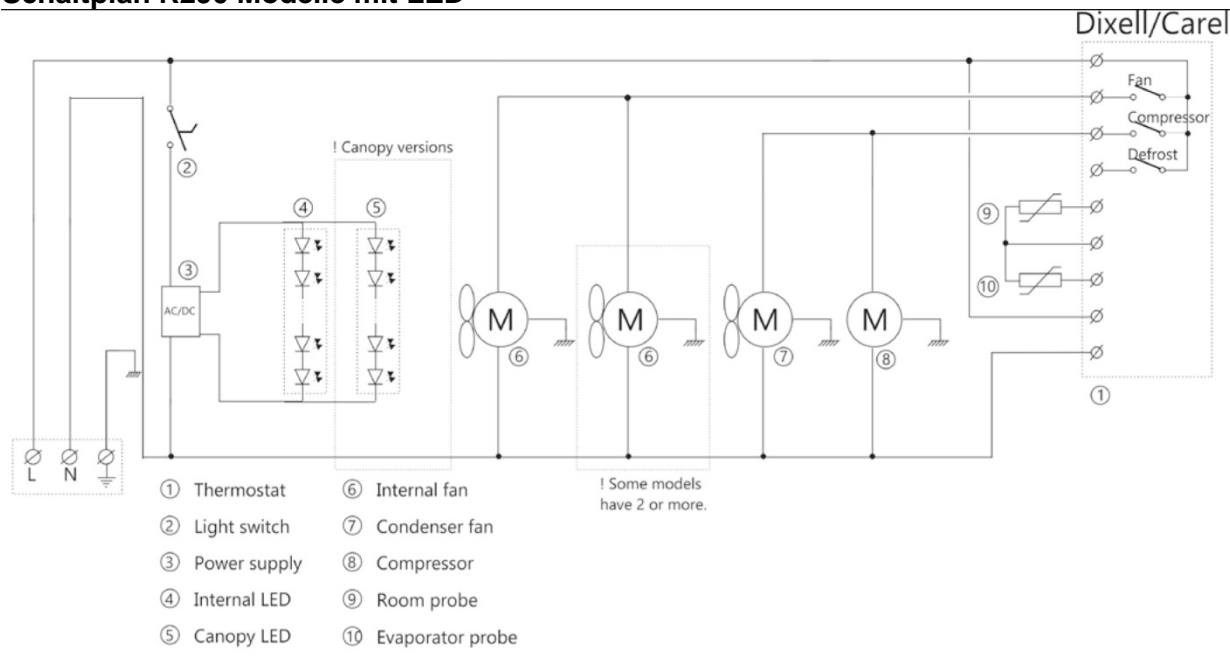 Schaltplan R290 Modelle mit LED
Dixell/Carel
Fan
Compressor
Defrost
! Canopy versions
②
④
⑤
③
AC/DC
⑨
⑩
M
⑥
M
⑥
M
⑦
M
⑧
①
L
N
! Some models
have 2 or more.
① Thermostat
② Light switch
③ Power supply
④ Internal LED
⑤ Canopy LED
⑥ Internal fan
⑦ Condenser fan
⑧ Compressor
⑨ Room probe
⑩ Evaporator probe